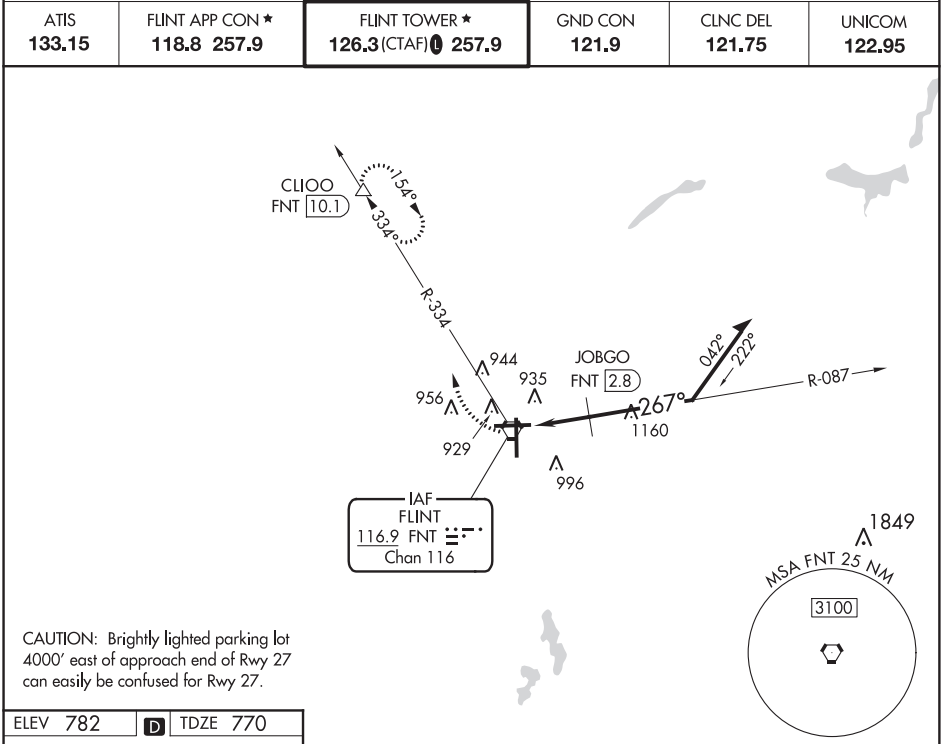 ATIS
133.15
FLINT APP CON ★
118.8 257.9
FLINT TOWER ★
126.3 (CTAF) L 257.9
GND CON
121.9
CLNC DEL
121.75
UNICOM
122.95
CLIOO
FNT 10.1
154°
334°
R-334
944
JOBGO
FNT 2.8
935
956
929
042°
222°
R-087
267°
1160
996
IAF
FLINT
116.9 FNT
Chan 116
1849
MSA FNT 25 NM
3100
CAUTION: Brightly lighted parking lot
4000' east of approach end of Rwy 27
can easily be confused for Rwy 27.
ELEV 782 D TDZE 770